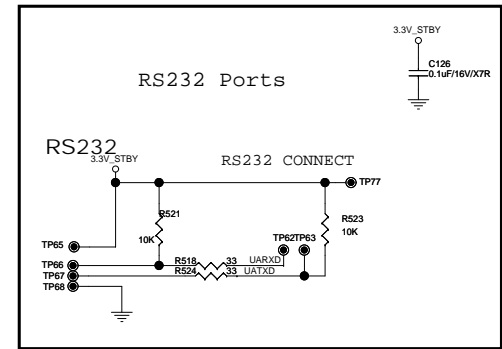 3.3V_STBY
C126
0.1uF/16V/X7R
RS232 Ports
RS232
3.3V_STBY
RS232 CONNECT
TP77
R521
10K
R523
10K
TP62
TP63
TP65
TP66
R518
33
UARXD
TP67
R524
33
UATXD
TP68